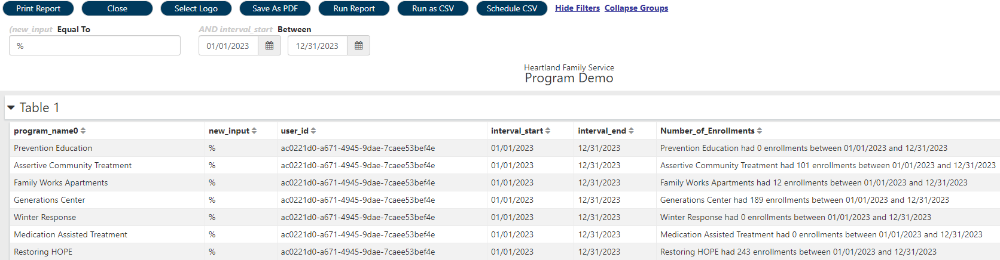 Print Report Close Select Logo Save As PDF Run Report Run as CSV Schedule CSV Hide Filters Collapse Groups
(new_input Equal To AND interval_start Between
% 01/01/2023 12/31/2023
Heartland Family Service
Program Demo
Table 1
program_name0 new_input user_id interval_start interval_end Number_of_Enrollments
Prevention Education % ac0221d0-a671-4945-9dae-7caee53bef4e 01/01/2023 12/31/2023 Prevention Education had 0 enrollments between 01/01/2023 and 12/31/2023
Assertive Community Treatment % ac0221d0-a671-4945-9dae-7caee53bef4e 01/01/2023 12/31/2023 Assertive Community Treatment had 101 enrollments between 01/01/2023 and 12/31/2023
Family Works Apartments % ac0221d0-a671-4945-9dae-7caee53bef4e 01/01/2023 12/31/2023 Family Works Apartments had 12 enrollments between 01/01/2023 and 12/31/2023
Generations Center % ac0221d0-a671-4945-9dae-7caee53bef4e 01/01/2023 12/31/2023 Generations Center had 189 enrollments between 01/01/2023 and 12/31/2023
Winter Response % ac0221d0-a671-4945-9dae-7caee53bef4e 01/01/2023 12/31/2023 Winter Response had 0 enrollments between 01/01/2023 and 12/31/2023
Medication Assisted Treatment % ac0221d0-a671-4945-9dae-7caee53bef4e 01/01/2023 12/31/2023 Medication Assisted Treatment had 0 enrollments between 01/01/2023 and 12/31/2023
Restoring HOPE % ac0221d0-a671-4945-9dae-7caee53bef4e 01/01/2023 12/31/2023 Restoring HOPE had 243 enrollments between 01/01/2023 and 12/31/2023